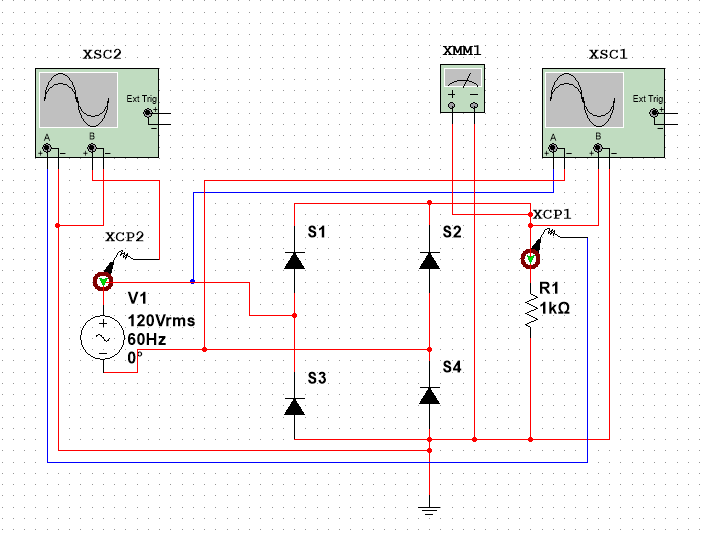 XSC2
XMM1
XSC1
Ext Trig
+
−
A
B
+
−
+
−
+
−
Ext Trig
+
−
A
B
+
−
+
−
XCP1
XCP2
S1
S2
V1
+
−
120Vrms
60Hz
0°
R1
1kΩ
S3
S4